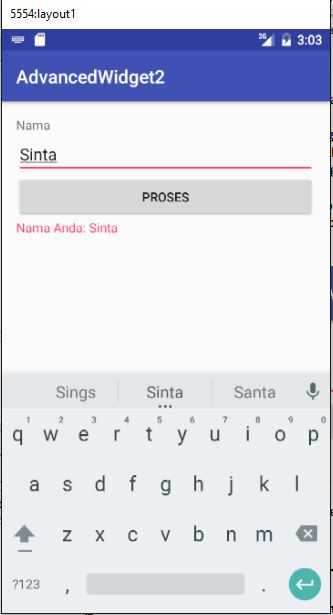 5554:layout1
3G 3:03
AdvancedWidget2
Nama
Sinta
PROSES
Nama Anda: Sinta
Sings Sinta Santa
1 2 3 4 5 6 7 8 9 0
q w e r t y u i o p
a s d f g h j k l
z x c v b n m
?123 , .